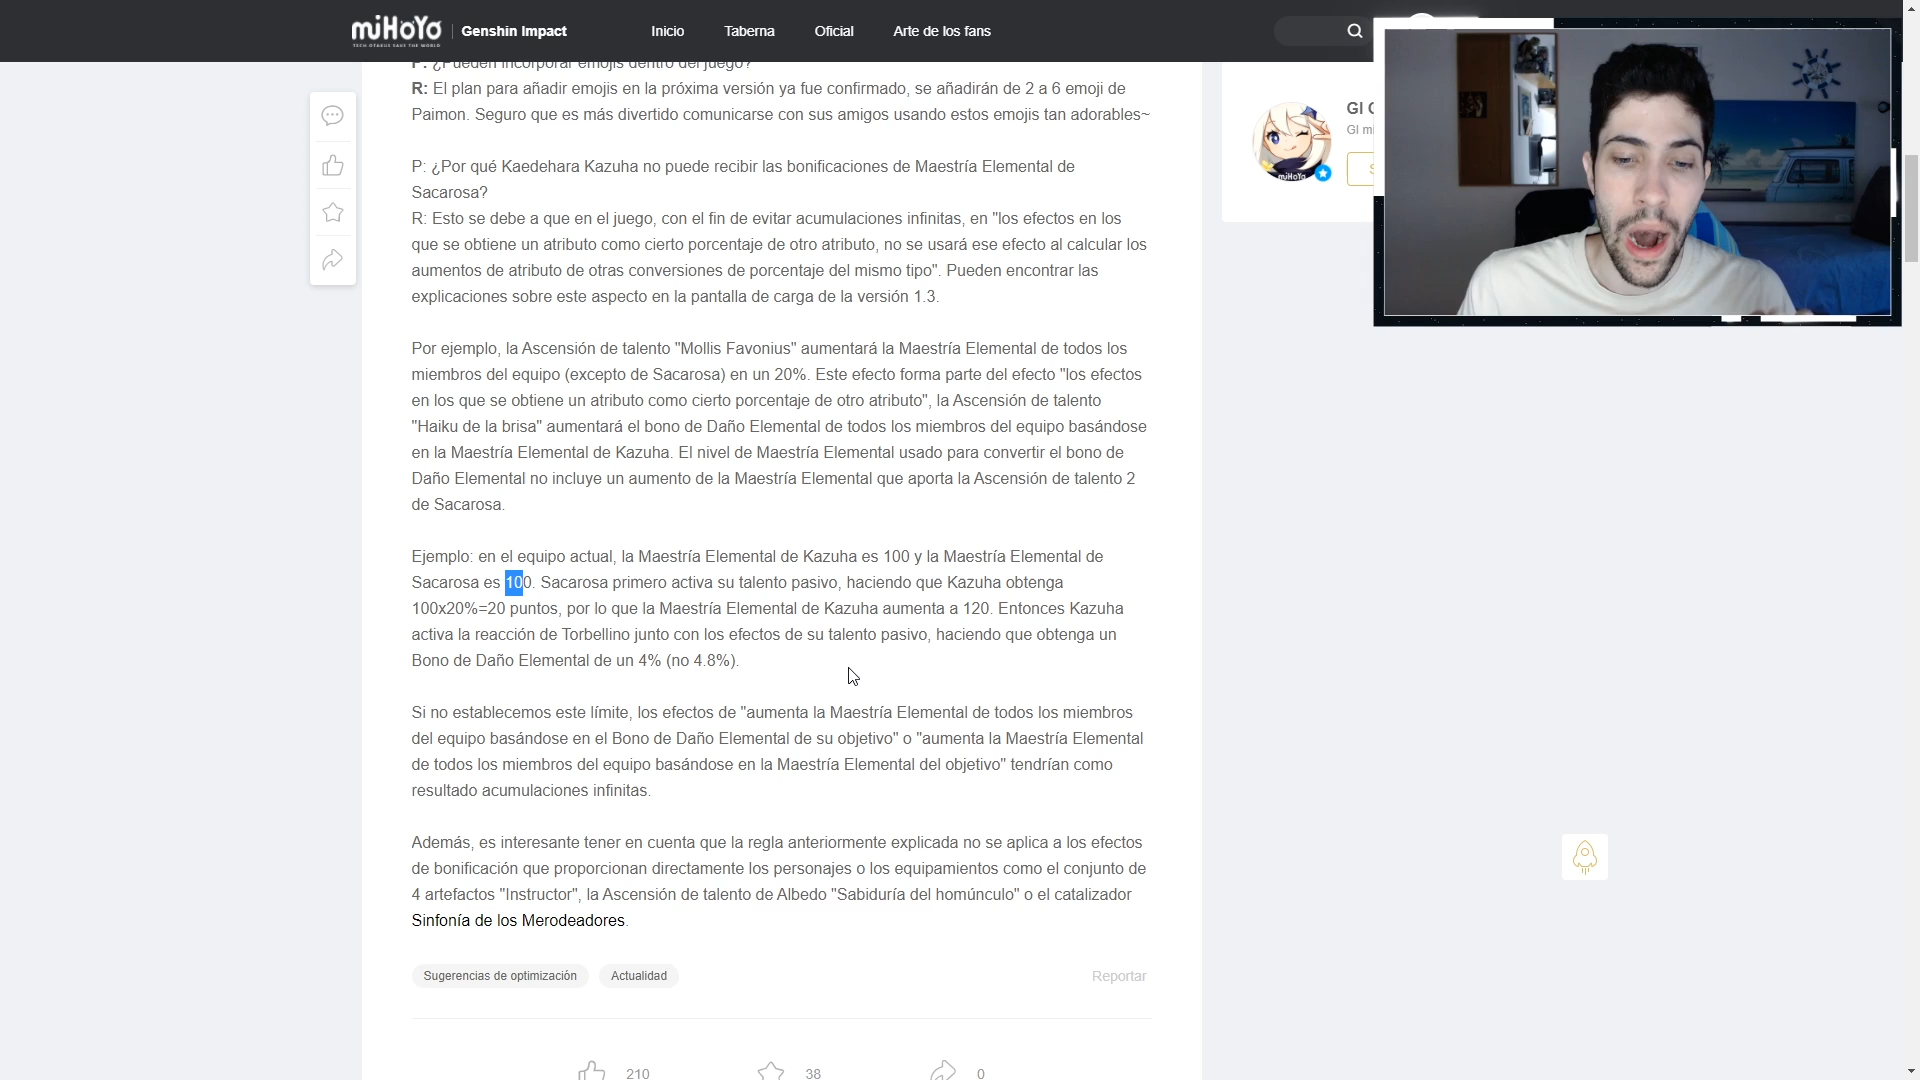 miHoYo
TECH OTAKUS SAVE THE WORLD
Genshin Impact
Inicio
Taberna
Oficial
Arte de los fans
P: ¿Pueden incorporar emojis dentro del juego?
R: El plan para añadir emojis en la próxima versión ya fue confirmado, se añadirán de 2 a 6 emoji de
Paimon. Seguro que es más divertido comunicarse con sus amigos usando estos emojis tan adorables~
P: ¿Por qué Kaedehara Kazuha no puede recibir las bonificaciones de Maestría Elemental de
Sacarosa?
R: Esto se debe a que en el juego, con el fin de evitar acumulaciones infinitas, en "los efectos en los
que se obtiene un atributo como cierto porcentaje de otro atributo, no se usará ese efecto al calcular los
aumentos de atributo de otras conversiones de porcentaje del mismo tipo". Pueden encontrar las
explicaciones sobre este aspecto en la pantalla de carga de la versión 1.3.
Por ejemplo, la Ascensión de talento "Mollis Favonius" aumentará la Maestría Elemental de todos los
miembros del equipo (excepto de Sacarosa) en un 20%. Este efecto forma parte del efecto "los efectos
en los que se obtiene un atributo como cierto porcentaje de otro atributo", la Ascensión de talento
"Haiku de la brisa" aumentará el bono de Daño Elemental de todos los miembros del equipo basándose
en la Maestría Elemental de Kazuha. El nivel de Maestría Elemental usado para convertir el bono de
Daño Elemental no incluye un aumento de la Maestría Elemental que aporta la Ascensión de talento 2
de Sacarosa.
Ejemplo: en el equipo actual, la Maestría Elemental de Kazuha es 100 y la Maestría Elemental de
Sacarosa es 100. Sacarosa primero activa su talento pasivo, haciendo que Kazuha obtenga
100x20%=20 puntos, por lo que la Maestría Elemental de Kazuha aumenta a 120. Entonces Kazuha
activa la reacción de Torbellino junto con los efectos de su talento pasivo, haciendo que obtenga un
Bono de Daño Elemental de un 4% (no 4.8%).
Si no establecemos este límite, los efectos de "aumenta la Maestría Elemental de todos los miembros
del equipo basándose en el Bono de Daño Elemental de su objetivo" o "aumenta la Maestría Elemental
de todos los miembros del equipo basándose en la Maestría Elemental del objetivo" tendrían como
resultado acumulaciones infinitas.
Además, es interesante tener en cuenta que la regla anteriormente explicada no se aplica a los efectos
de bonificación que proporcionan directamente los personajes o los equipamientos como el conjunto de
4 artefactos "Instructor", la Ascensión de talento de Albedo "Sabiduría del homúnculo" o el catalizador
Sinfonía de los Merodeadores.
Sugerencias de optimización
Actualidad
Reportar
210
38
0
GI
GI mi
miHoYo